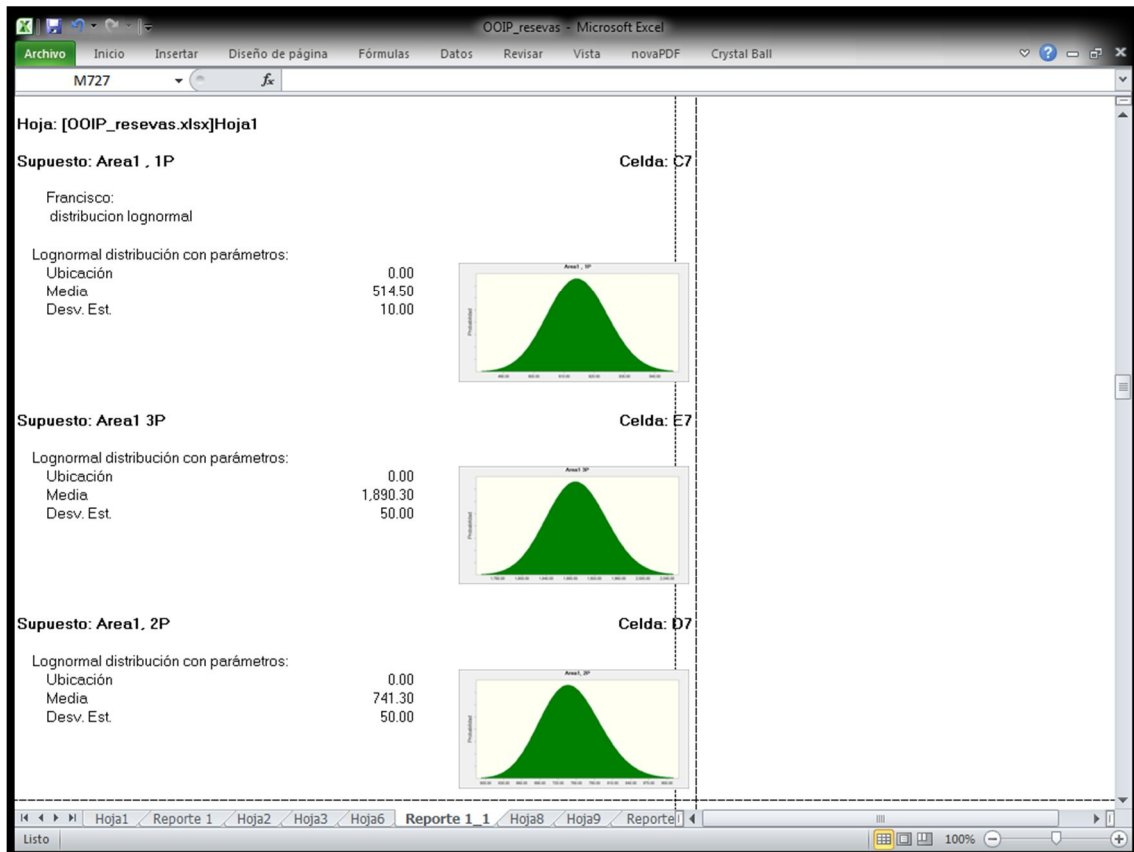 OOIP_resevas - Microsoft Excel
Archivo Inicio Insertar Diseño de página Fórmulas Datos Revisar Vista novaPDF Crystal Ball
M727 fx
Hoja: [OOIP_resevas.xlsx]Hoja1
Supuesto: Area1 , 1P Celda: C7
Francisco:
distribucion lognormal
Lognormal distribución con parámetros:
Ubicación 0.00
Media 514.50
Desv. Est. 10.00
Area1 , 1P
Probabilidad
Supuesto: Area1 3P Celda: E7
Lognormal distribución con parámetros:
Ubicación 0.00
Media 1,890.30
Desv. Est. 50.00
Area1 3P
Probabilidad
Supuesto: Area1, 2P Celda: D7
Lognormal distribución con parámetros:
Ubicación 0.00
Media 741.30
Desv. Est. 50.00
Area1, 2P
Probabilidad
Hoja1 Reporte 1 Hoja2 Hoja3 Hoja6 Reporte 1_1 Hoja8 Hoja9 Reporte
Listo 100%